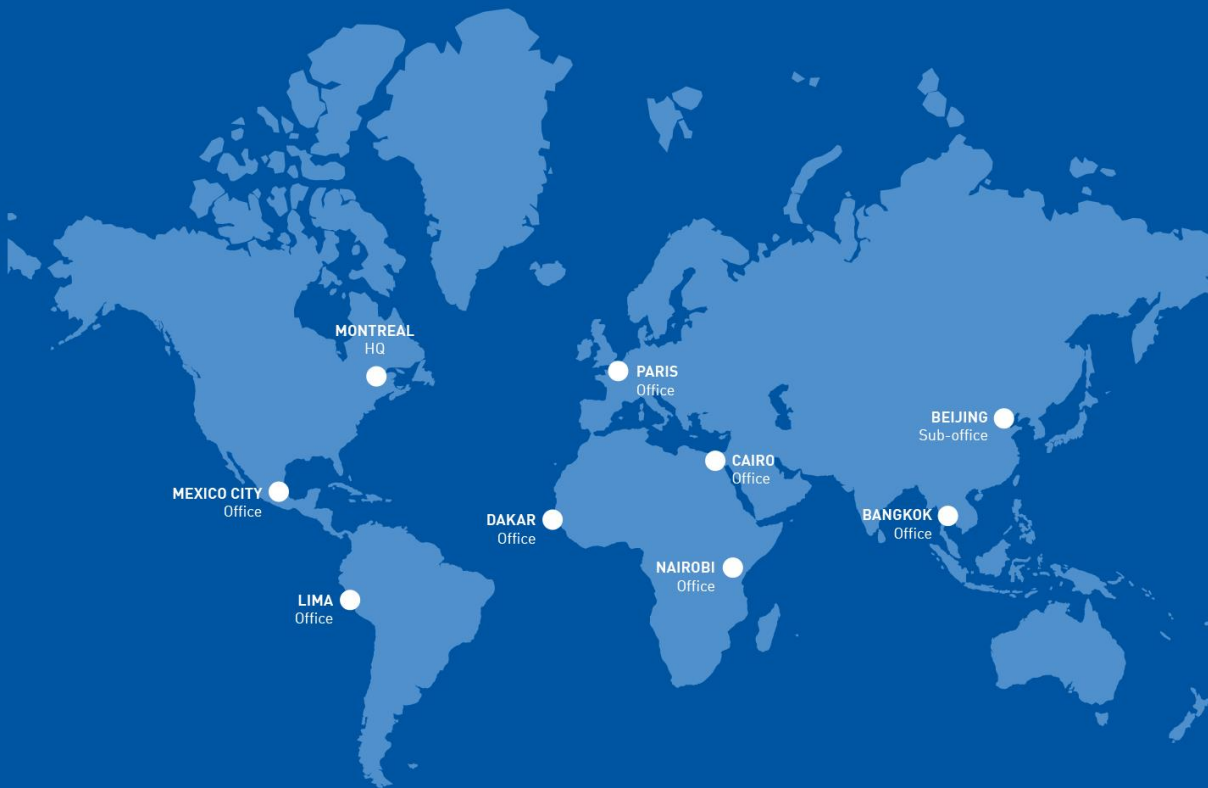 MONTREAL
HQ
PARIS
Office
BEIJING
Sub-office
CAIRO
Office
MEXICO CITY
Office
DAKAR
Office
BANGKOK
Office
NAIROBI
Office
LIMA
Office